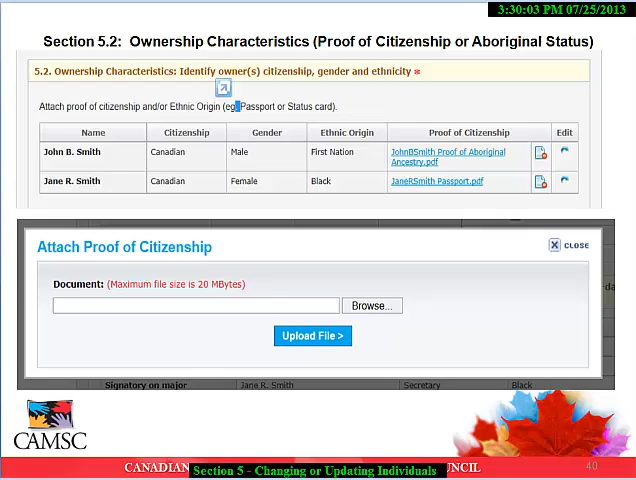 3:30:03 PM 07/25/2013
Section 5.2: Ownership Characteristics (Proof of Citizenship or Aboriginal Status)
5.2. Ownership Characteristics: Identify owner(s) citizenship, gender and ethnicity *
Attach proof of citizenship and/or Ethnic Origin (eg. Passport or Status card).
Name Citizenship Gender Ethnic Origin Proof of Citizenship Edit
John B. Smith Canadian Male First Nation JohnBSmith Proof of Aboriginal
Ancestry.pdf
Jane R. Smith Canadian Female Black JaneRSmith Passport.pdf
Attach Proof of Citizenship X CLOSE
Document: (Maximum file size is 20 MBytes)
Browse...
Upload File >
Signatory on major Jane R. Smith Secretary Black
CAMSC
CANADIAN
UNCIL
40
Section 5 - Changing or Updating Individuals